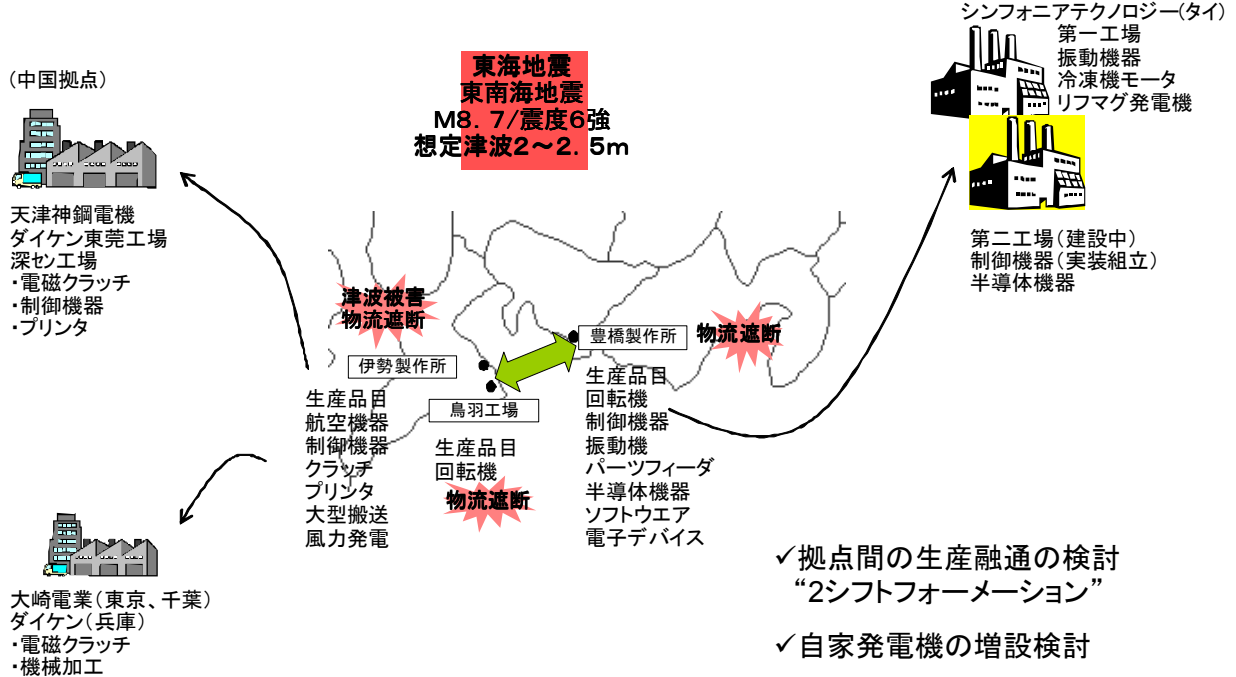 シンフォニアテクノロジー(タイ)
第一工場
振動機器
冷凍機モータ
リフマグ発電機
第二工場(建設中)
制御機器(実装組立)
半導体機器
東海地震
東南海地震
M8.7/震度6強
想定津波2～2.5m
(中国拠点)
天津神鋼電機
ダイケン東莞工場
深セン工場
・電磁クラッチ
・制御機器
・プリンタ
津波被害
物流遮断
物流遮断
豊橋製作所
伊勢製作所
鳥羽工場
生産品目
航空機器
制御機器
クラッチ
プリンタ
大型搬送
風力発電
生産品目
回転機
物流遮断
生産品目
回転機
制御機器
振動機
パーツフィーダ
半導体機器
ソフトウエア
電子デバイス
大崎電業(東京、千葉)
ダイケン(兵庫)
・電磁クラッチ
・機械加工
✓拠点間の生産融通の検討
“2シフトフォーメーション”
✓自家発電機の増設検討